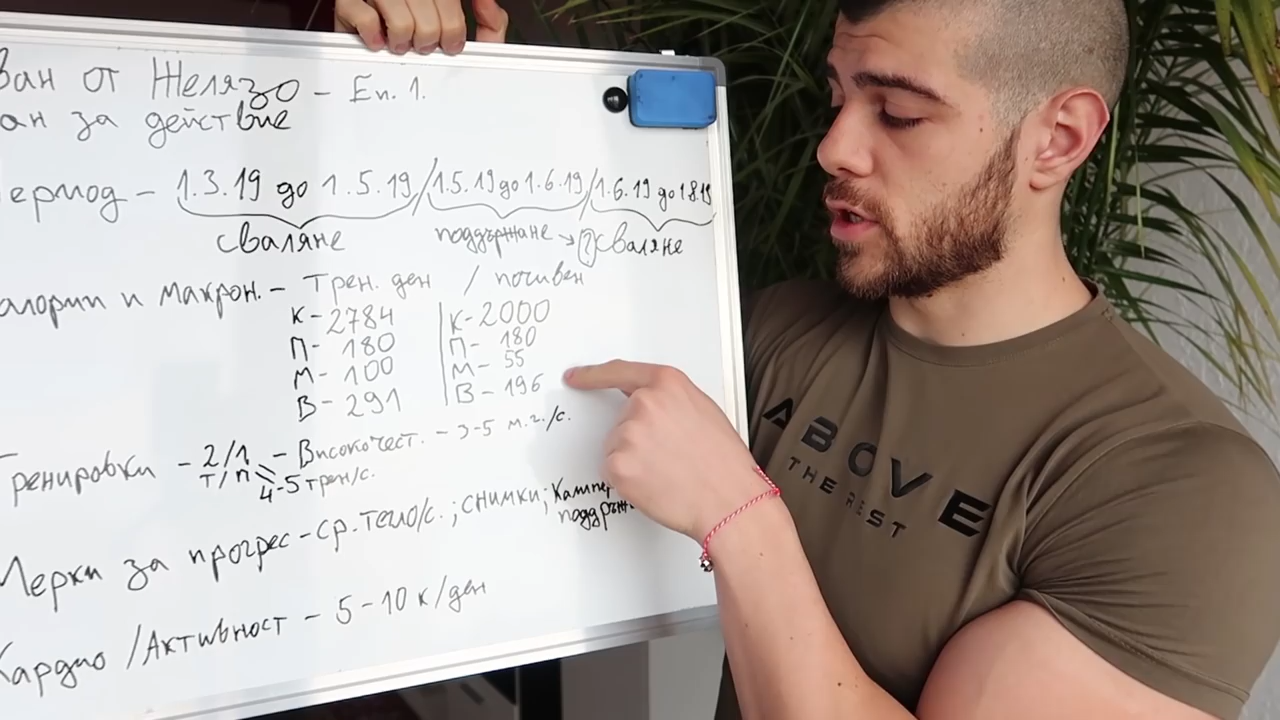 ван от Желязо - Еп. 1.
ан за действие
ериод - 1.3.19 до 1.5.19 / 1.5.19 до 1.6.19 / 1.6.19 до 1.8.19
сваляне поддържане → (?) сваляне
алории и макрон. - Трен. ден / почивен
К - 2784 К - 2000
П - 180 П - 180
М - 100 М - 55
В - 291 В - 196
Тренировки - 2/1 - Високочест. - 3-5 м.г./с.
Т/П 4-5 трен/с.
Мерки за прогрес - ср. тегло/с.; снимки; Кампе
поддърж
Кардио / Активност - 5-10 к/ден
ABOVE
THE REST